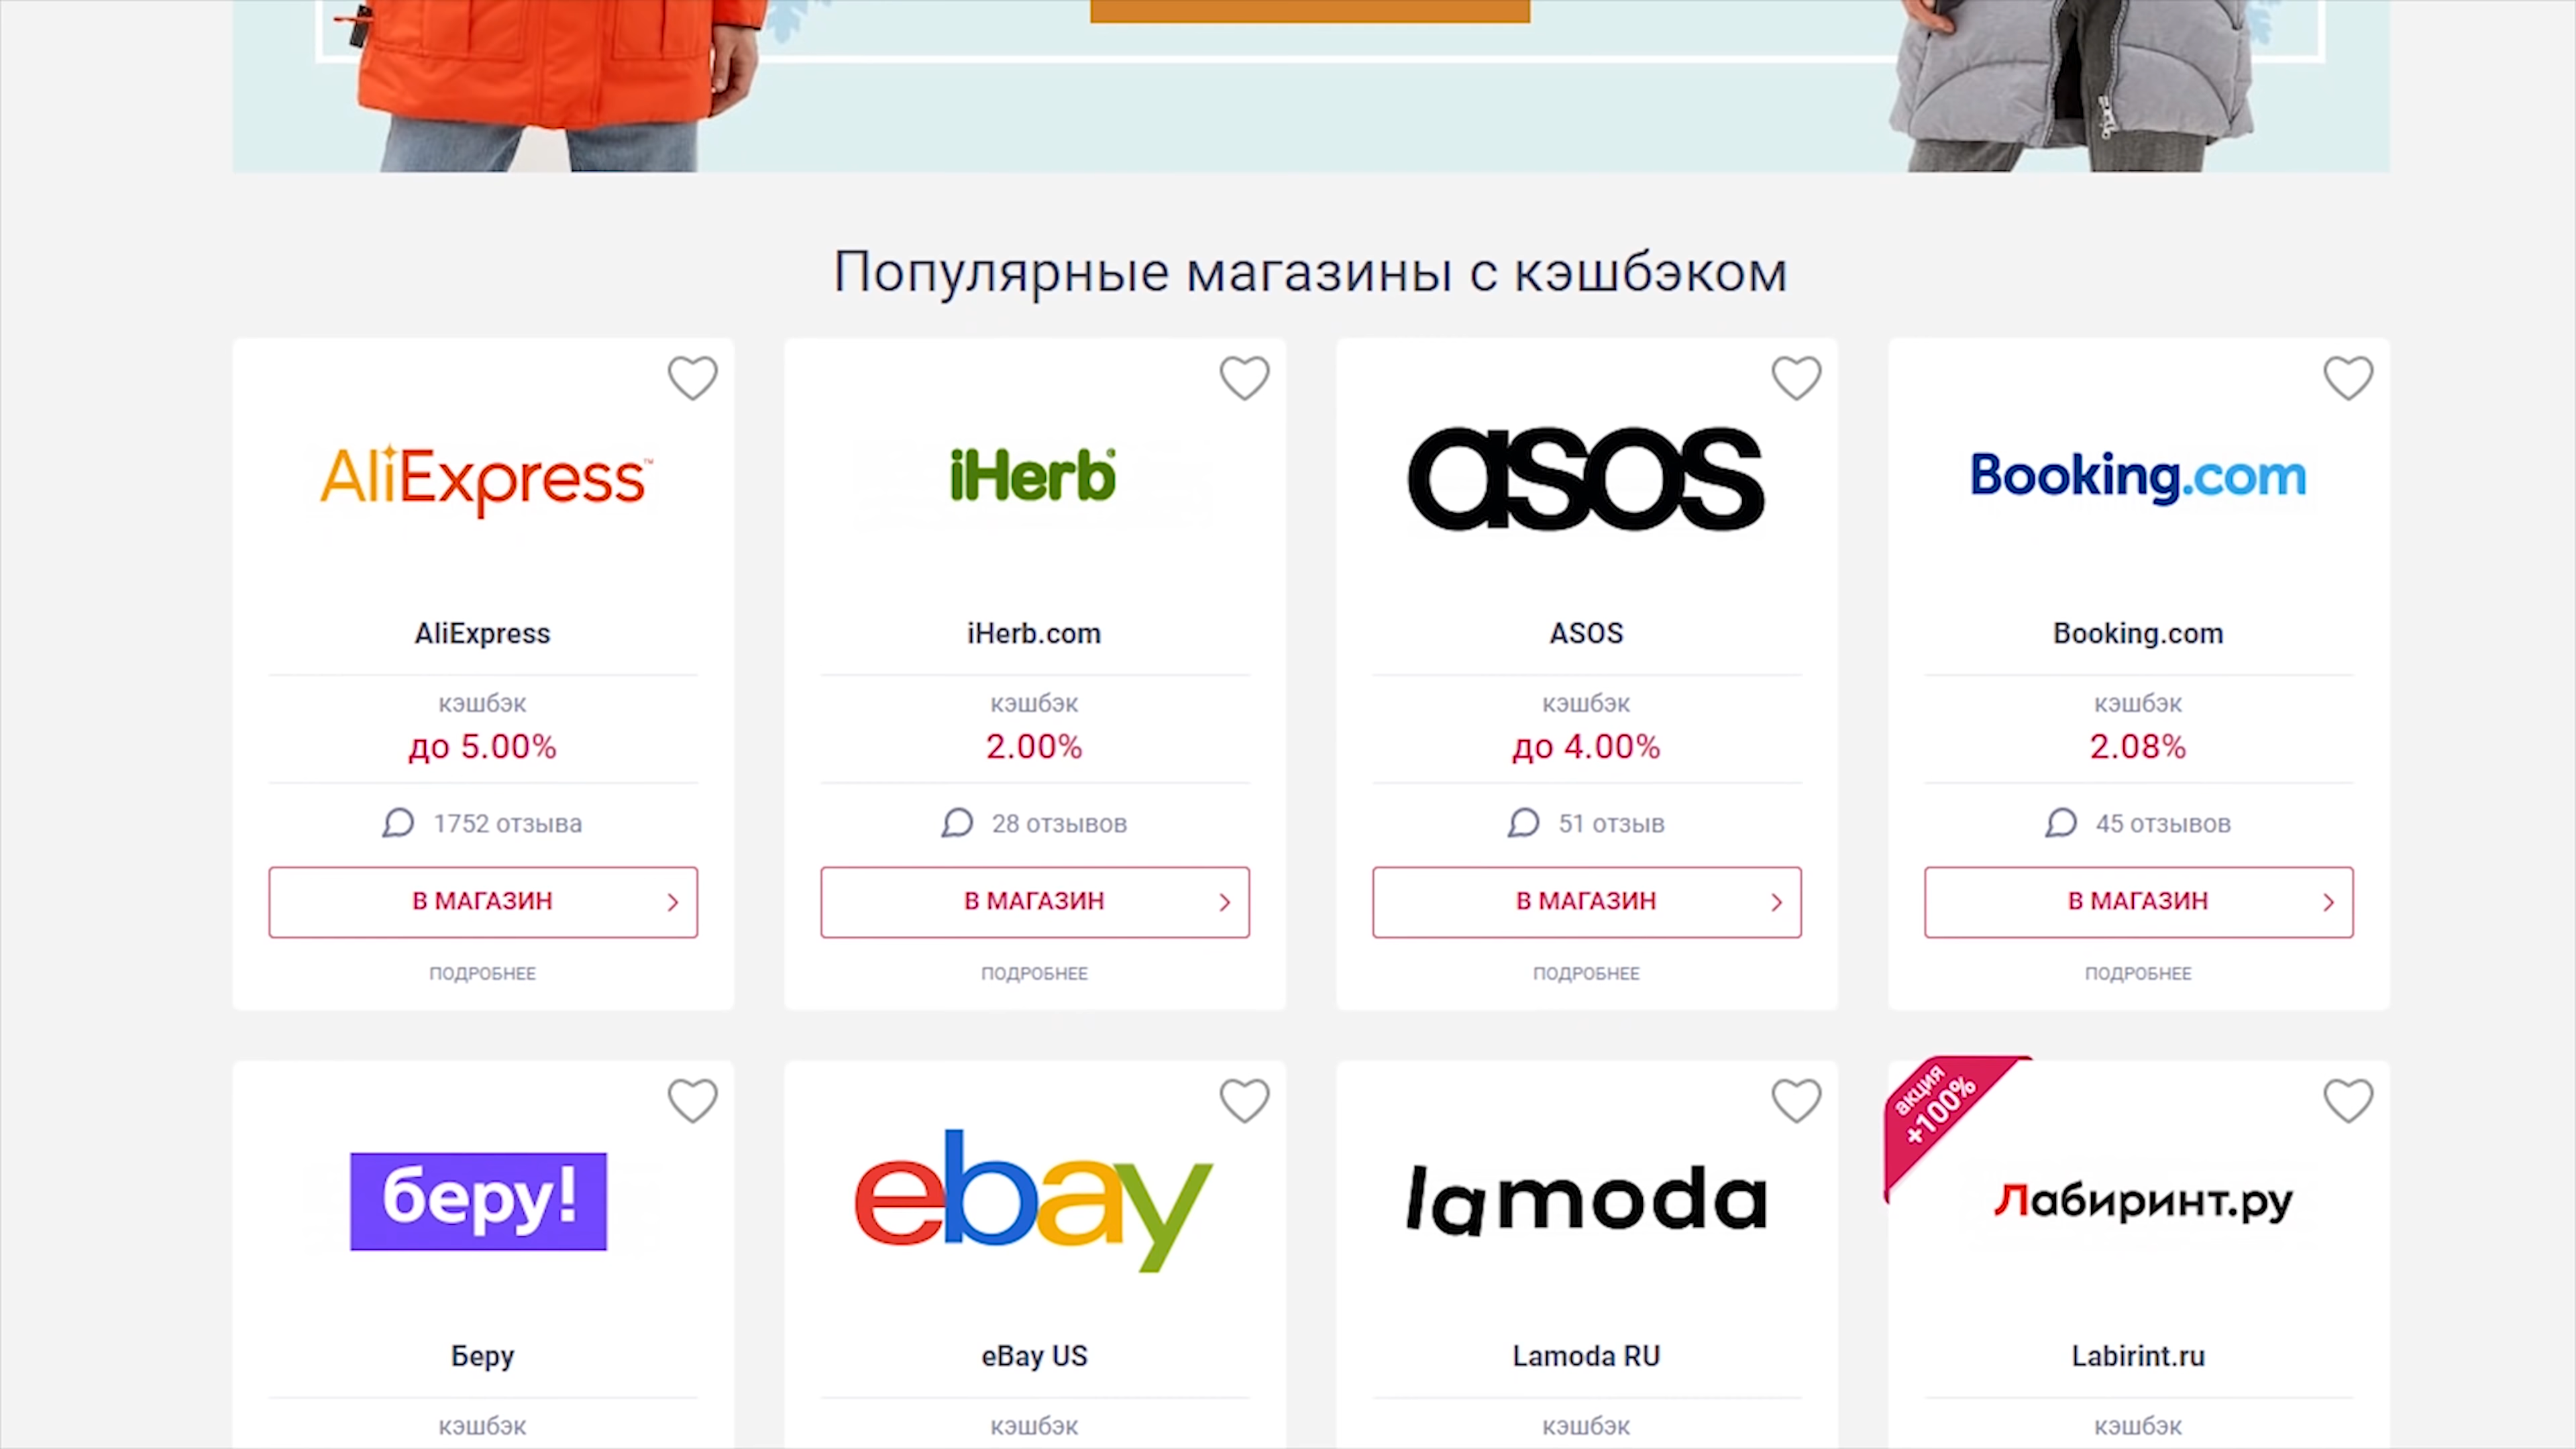 Популярные магазины с кэшбэком
AliExpress™
iHerb
asos
Booking.com
AliExpress
iHerb.com
ASOS
Booking.com
кэшбэк
кэшбэк
кэшбэк
кэшбэк
до 5.00%
2.00%
до 4.00%
2.08%
1752 отзыва
28 отзывов
51 отзыв
45 отзывов
В МАГАЗИН
В МАГАЗИН
В МАГАЗИН
В МАГАЗИН
ПОДРОБНЕЕ
ПОДРОБНЕЕ
ПОДРОБНЕЕ
ПОДРОБНЕЕ
акция
+100%
беру!
ebay
lamoda
Лабиринт.ру
Беру
eBay US
Lamoda RU
Labirint.ru
кэшбэк
кэшбэк
кэшбэк
кэшбэк